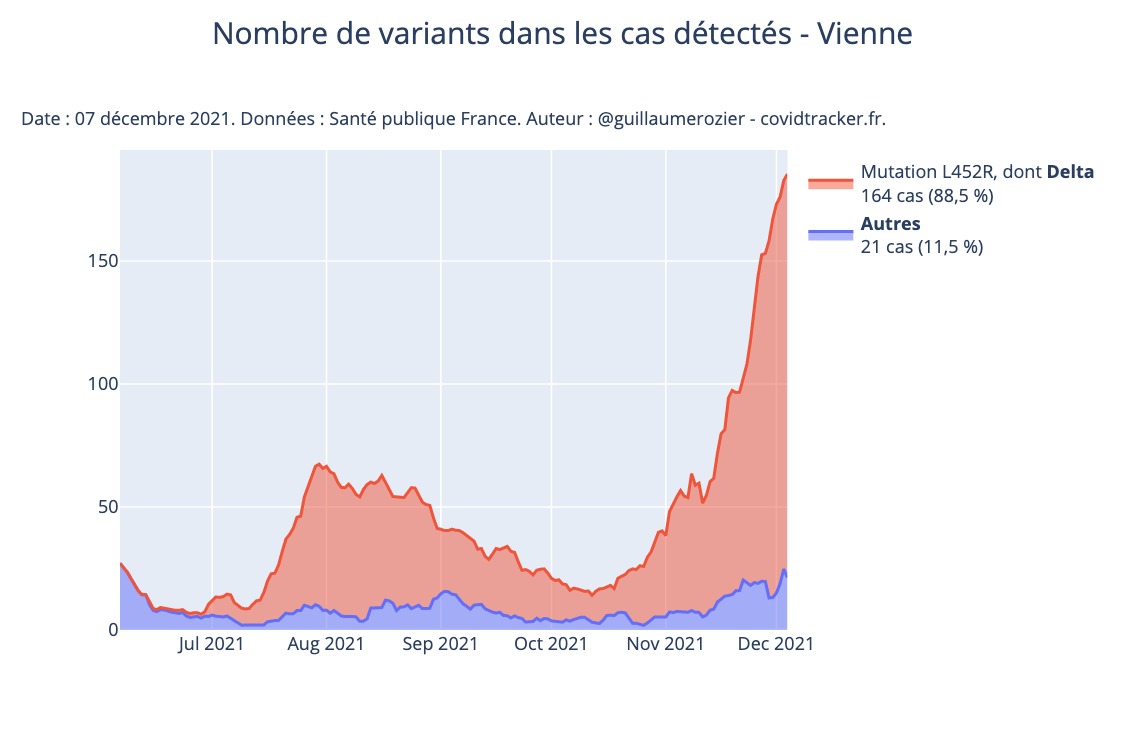 Nombre de variants dans les cas détectés - Vienne
Date : 07 décembre 2021. Données : Santé publique France. Auteur : @guillaumerozier - covidtracker.fr.
Mutation L452R, dont Delta
164 cas (88,5 %)
Autres
21 cas (11,5 %)
150
100
50
0
Jul 2021 Aug 2021 Sep 2021 Oct 2021 Nov 2021 Dec 2021